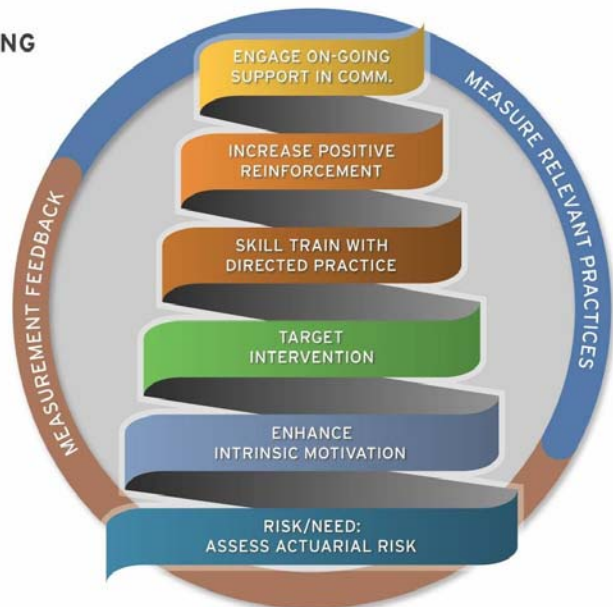 NG
ENGAGE ON-GOING
SUPPORT IN COMM.
INCREASE POSITIVE
REINFORCEMENT
SKILL TRAIN WITH
DIRECTED PRACTICE
TARGET
INTERVENTION
ENHANCE
INTRINSIC MOTIVATION
RISK/NEED:
ASSESS ACTUARIAL RISK
MEASUREMENT FEEDBACK
MEASURE RELEVANT PRACTICES